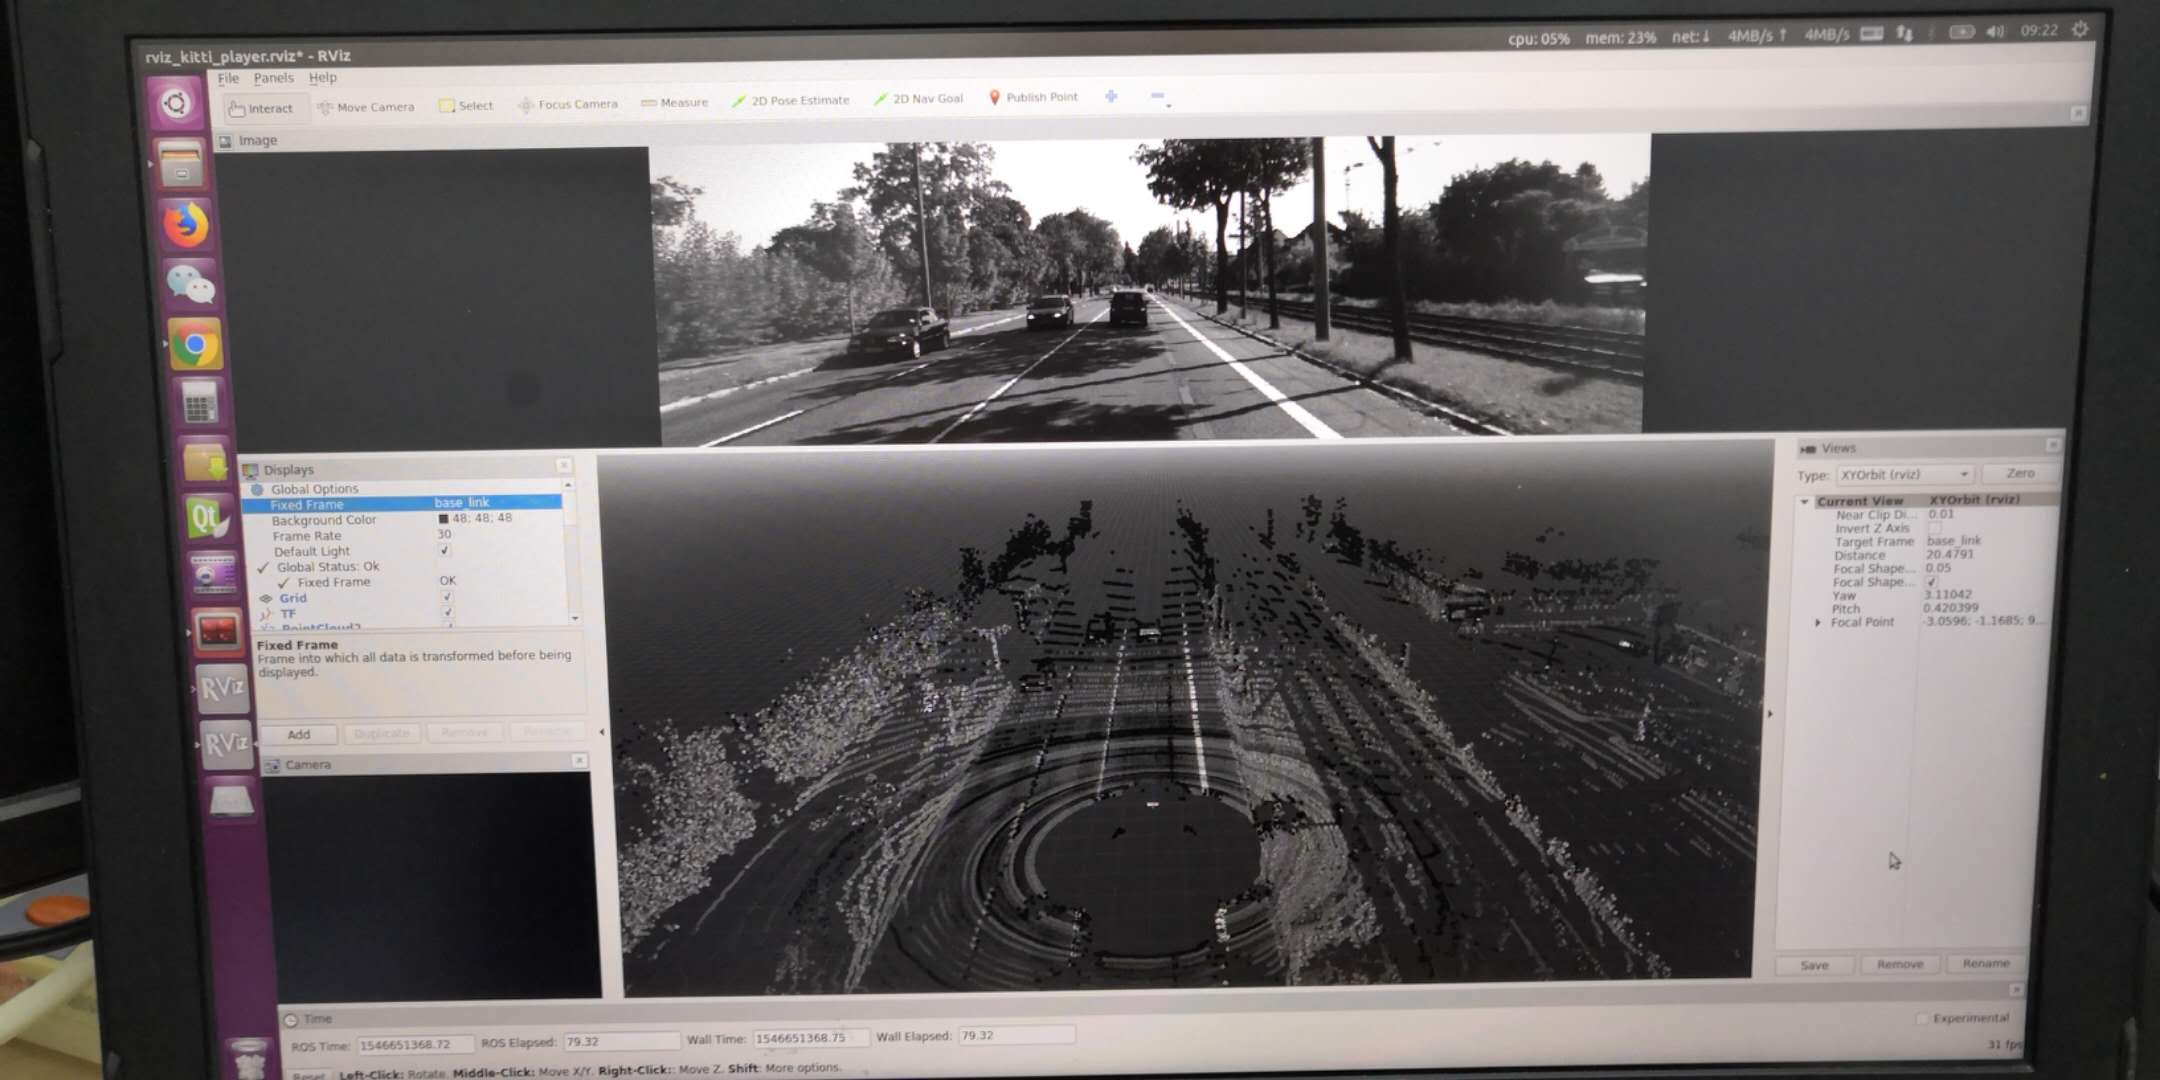 rviz_kitti_player.rviz* - RViz
cpu: 05% mem: 23% net:↓ 4MB/s ↑ 4MB/s 09:22
File Panels Help
Interact Move Camera Select Focus Camera Measure 2D Pose Estimate 2D Nav Goal Publish Point
Image
Displays
Global Options
Fixed Frame base_link
Background Color 48; 48; 48
Frame Rate 30
Default Light ✓
✓ Global Status: Ok
✓ Fixed Frame OK
Grid ✓
TF ✓
PointCloud2
Fixed Frame
Frame into which all data is transformed before being
displayed.
Add Duplicate Remove Rename
Camera
Qt
RViz
RViz
Views
Type: XYOrbit (rviz) Zero
Current View XYOrbit (rviz)
Near Clip Di... 0.01
Invert Z Axis
Target Frame base_link
Distance 20.4791
Focal Shape... 0.05
Focal Shape... ✓
Yaw 3.11042
Pitch 0.420399
Focal Point -3.0596; -1.1685; 9...
Save Remove Rename
Time
ROS Time: 1546651368.72 ROS Elapsed: 79.32 Wall Time: 1546651368.75 Wall Elapsed: 79.32
Experimental
Reset Left-Click: Rotate. Middle-Click: Move X/Y. Right-Click:: Move Z. Shift: More options.
31 fps